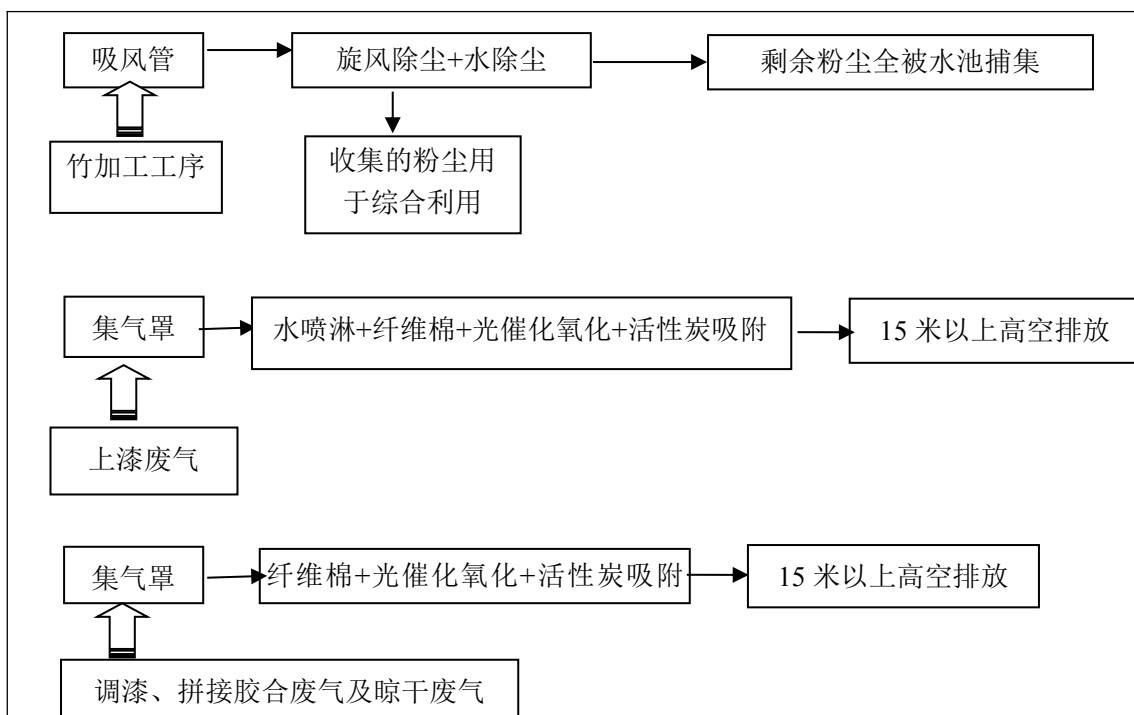 吸风管
旋风除尘+水除尘
剩余粉尘全被水池捕集
竹加工工序
收集的粉尘用
于综合利用
集气罩
水喷淋+纤维棉+光催化氧化+活性炭吸附
15 米以上高空排放
上漆废气
集气罩
纤维棉+光催化氧化+活性炭吸附
15 米以上高空排放
调漆、拼接胶合废气及晾干废气